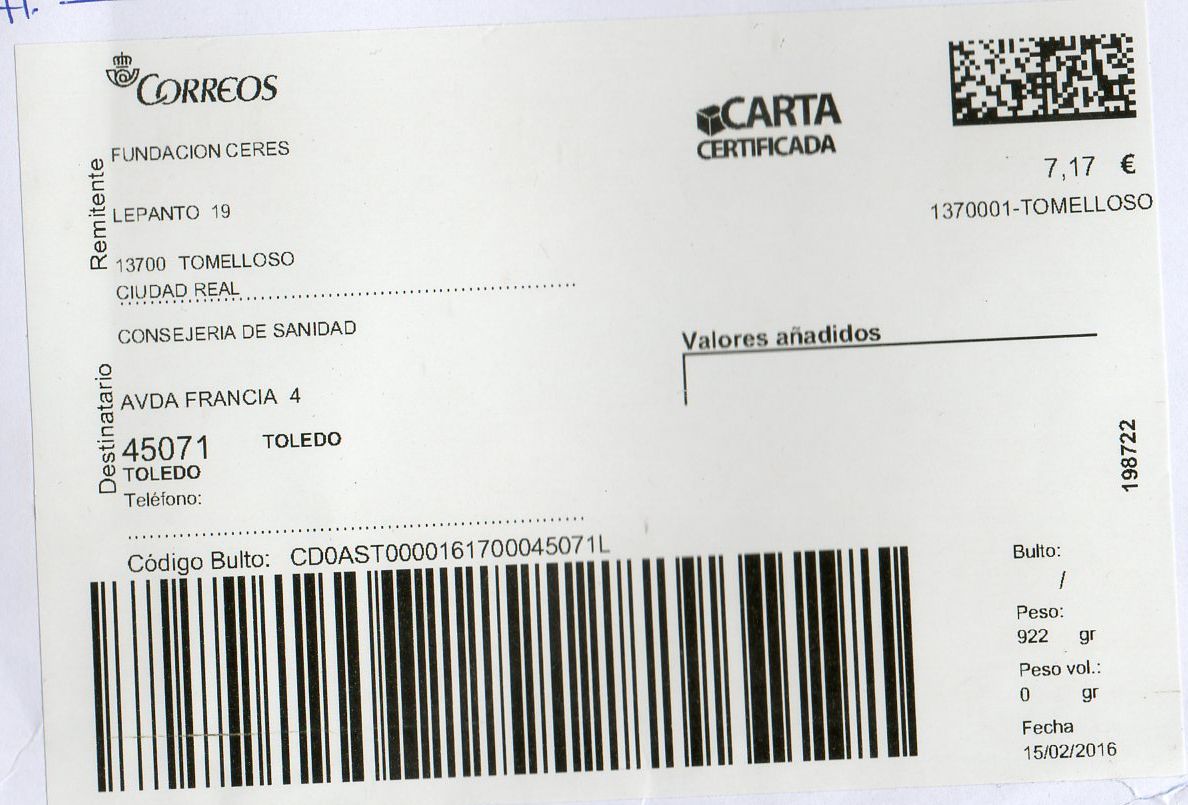 CORREOS
Remitente
FUNDACION CERES
LEPANTO 19
13700 TOMELLOSO
CIUDAD REAL
CARTA
CERTIFICADA
7,17 €
1370001-TOMELLOSO
Destinatario
CONSEJERIA DE SANIDAD
AVDA FRANCIA 4
45071 TOLEDO
TOLEDO
Teléfono:
Valores añadidos
198722
Código Bulto: CD0AST0000161700045071L
Bulto:
/
Peso:
922 gr
Peso vol.:
0 gr
Fecha
15/02/2016